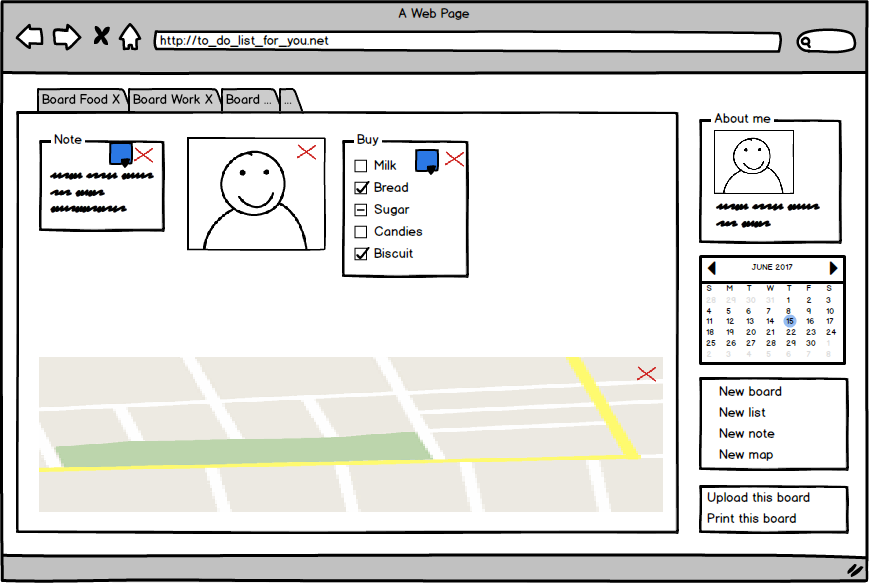 A Web Page
http://to_do_list_for_you.net
Board Food X
Board Work X
Board ...
...
Note
Buy
Milk
Bread
Sugar
Candies
Biscuit
About me
JUNE 2017
S M T W T F S
28 29 30 31 1 2 3
4 5 6 7 8 9 10
11 12 13 14 15 16 17
18 19 20 21 22 23 24
25 26 27 28 29 30 1
2 3 4 5 6 7 8
New board
New list
New note
New map
Upload this board
Print this board